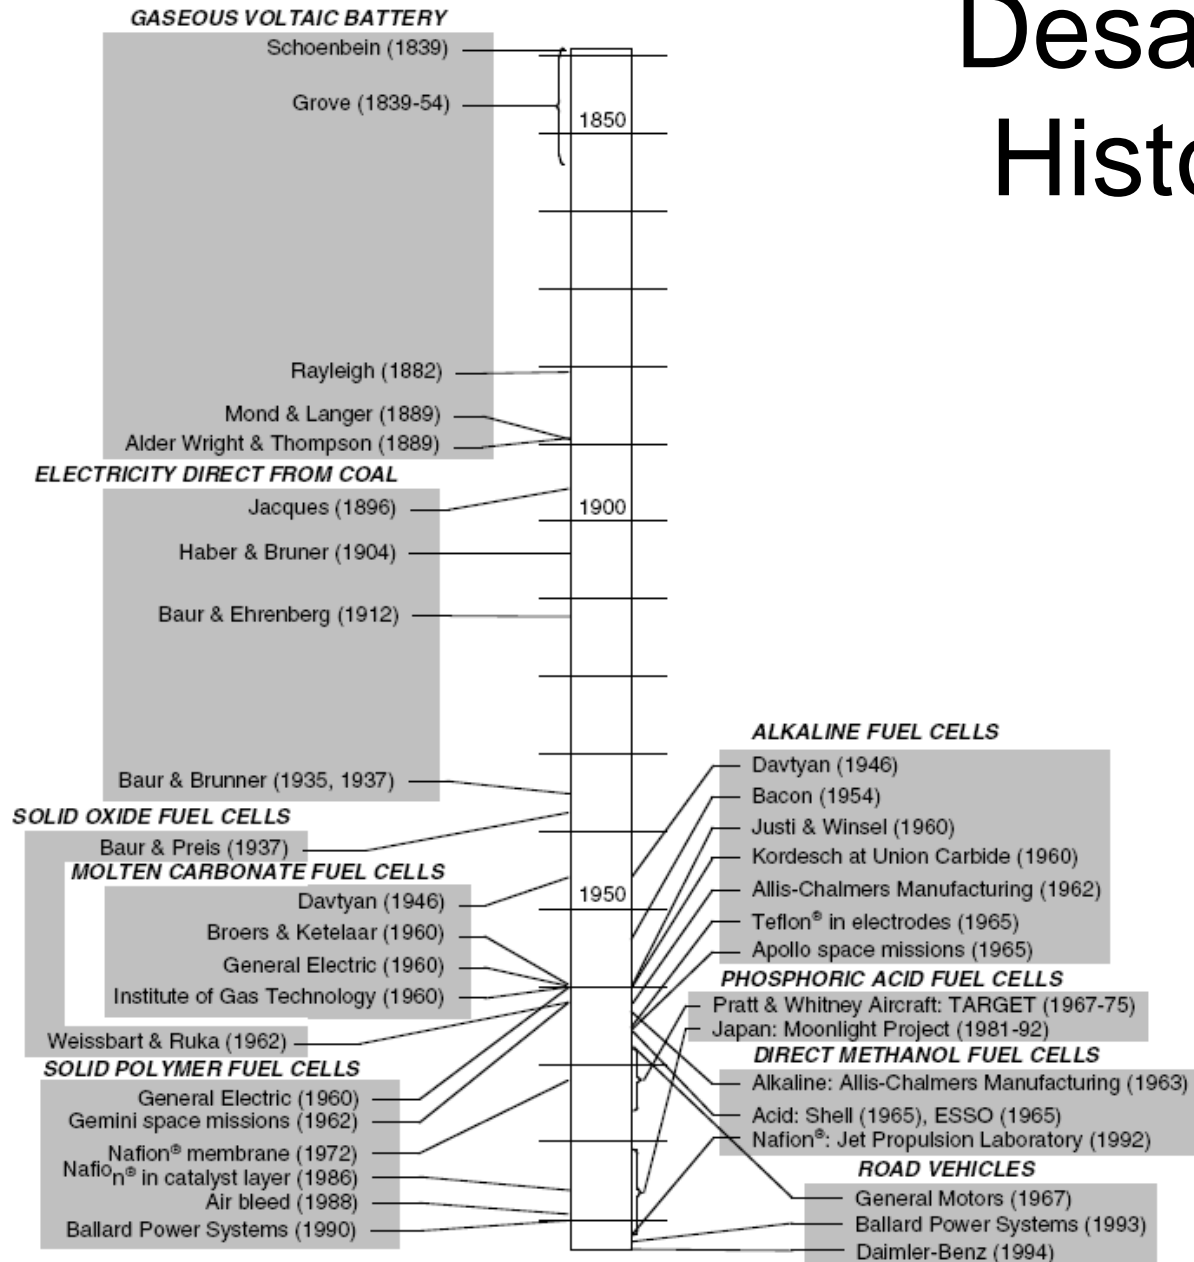 Desa
Histo
GASEOUS VOLTAIC BATTERY
Schoenbein (1839)
Grove (1839-54)
Rayleigh (1882)
Mond & Langer (1889)
Alder Wright & Thompson (1889)
ELECTRICITY DIRECT FROM COAL
Jacques (1896)
Haber & Bruner (1904)
Baur & Ehrenberg (1912)
Baur & Brunner (1935, 1937)
SOLID OXIDE FUEL CELLS
Baur & Preis (1937)
MOLTEN CARBONATE FUEL CELLS
Davtyan (1946)
Broers & Ketelaar (1960)
General Electric (1960)
Institute of Gas Technology (1960)
Weissbart & Ruka (1962)
SOLID POLYMER FUEL CELLS
General Electric (1960)
Gemini space missions (1962)
Nafion® membrane (1972)
Nafion® in catalyst layer (1986)
Air bleed (1988)
Ballard Power Systems (1990)
1850
1900
1950
ALKALINE FUEL CELLS
Davtyan (1946)
Bacon (1954)
Justi & Winsel (1960)
Kordesch at Union Carbide (1960)
Allis-Chalmers Manufacturing (1962)
Teflon® in electrodes (1965)
Apollo space missions (1965)
PHOSPHORIC ACID FUEL CELLS
Pratt & Whitney Aircraft: TARGET (1967-75)
Japan: Moonlight Project (1981-92)
DIRECT METHANOL FUEL CELLS
Alkaline: Allis-Chalmers Manufacturing (1963)
Acid: Shell (1965), ESSO (1965)
Nafion®: Jet Propulsion Laboratory (1992)
ROAD VEHICLES
General Motors (1967)
Ballard Power Systems (1993)
Daimler-Benz (1994)